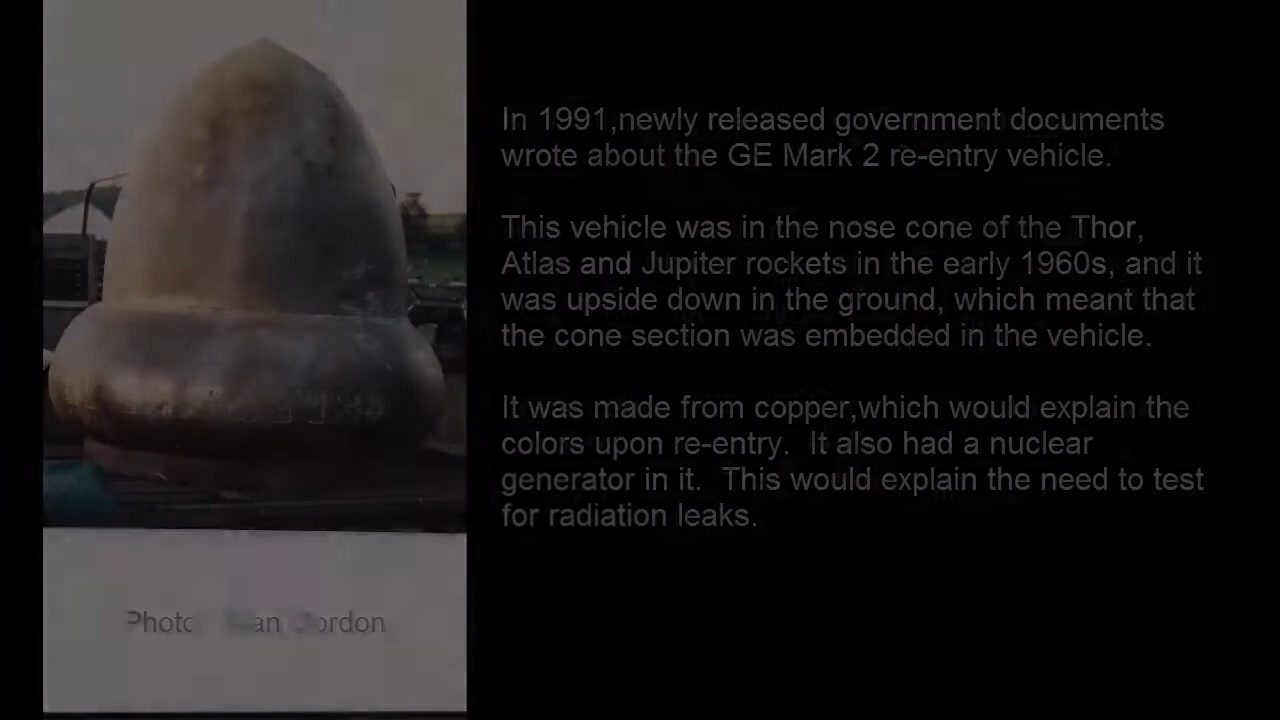 In 1991,newly released government documents
wrote about the GE Mark 2 re-entry vehicle.
This vehicle was in the nose cone of the Thor,
Atlas and Jupiter rockets in the early 1960s, and it
was upside down in the ground, which meant that
the cone section was embedded in the vehicle.
It was made from copper,which would explain the
colors upon re-entry.  It also had a nuclear
generator in it.  This would explain the need to test
for radiation leaks.